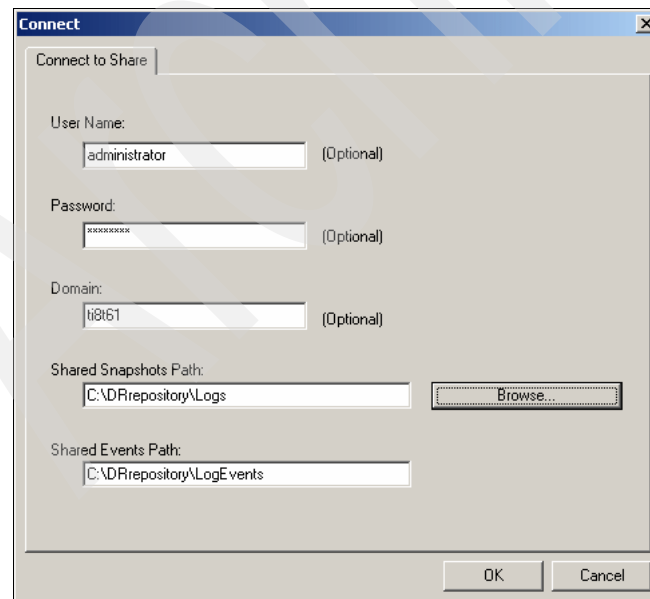 Connect
Connect to Share
User Name:
administrator
(Optional)
Password:
xxxxxxxx
(Optional)
Domain:
ti8t61
(Optional)
Shared Snapshots Path:
C:\DRrepository\Logs
Browse...
Shared Events Path:
C:\DRrepository\LogEvents
OK
Cancel